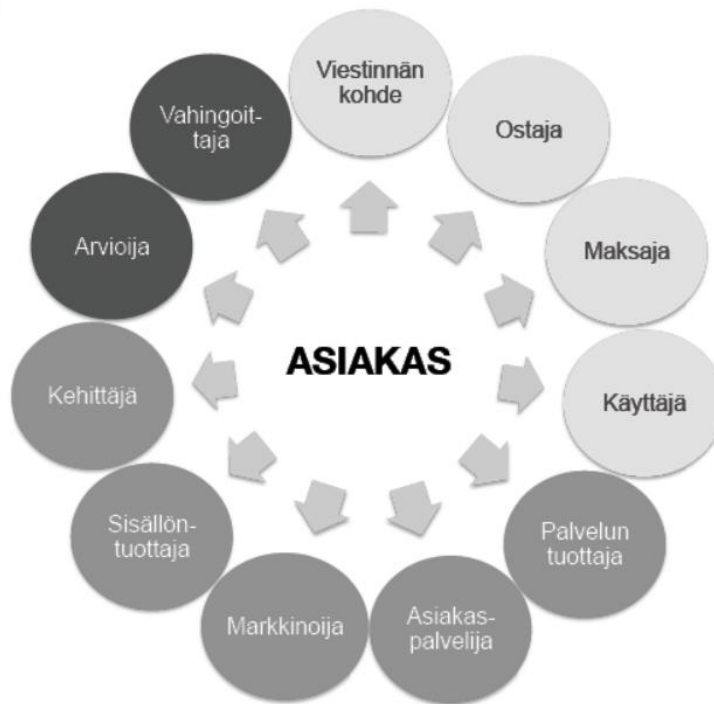 Viestinnän
kohde
Ostaja
Maksaja
Käyttäjä
Palvelun
tuottaja
Asiakas-
palvelija
Markkinoija
Sisällön-
tuottaja
Kehittäjä
Arvioija
Vahingoit-
taja
ASIAKAS